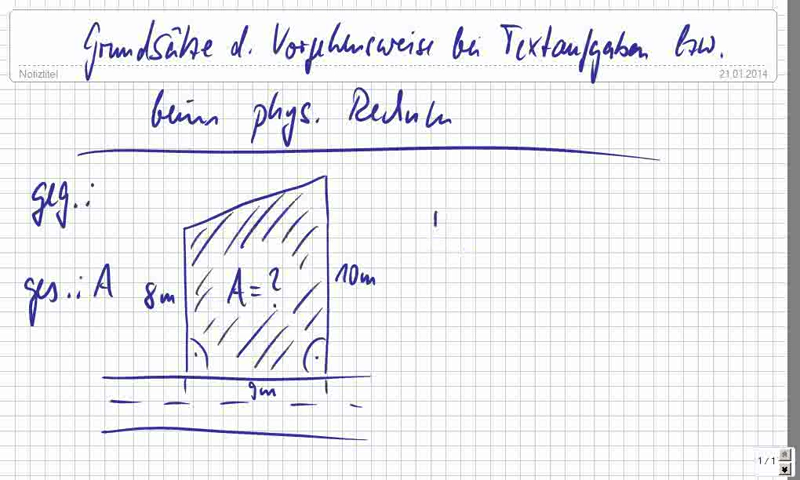 Grundsätze d. Vorgehensweise bei Textaufgaben bzw.
Notiztitel
21.01.2014
beim phys. Rechnen
geg.:
ges.: A
8m
A = ?
10m
9m
1/1